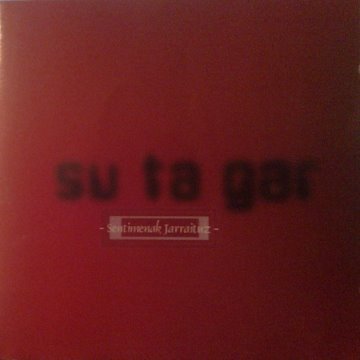 su ta gar
- Sentimenak Jarraituz -